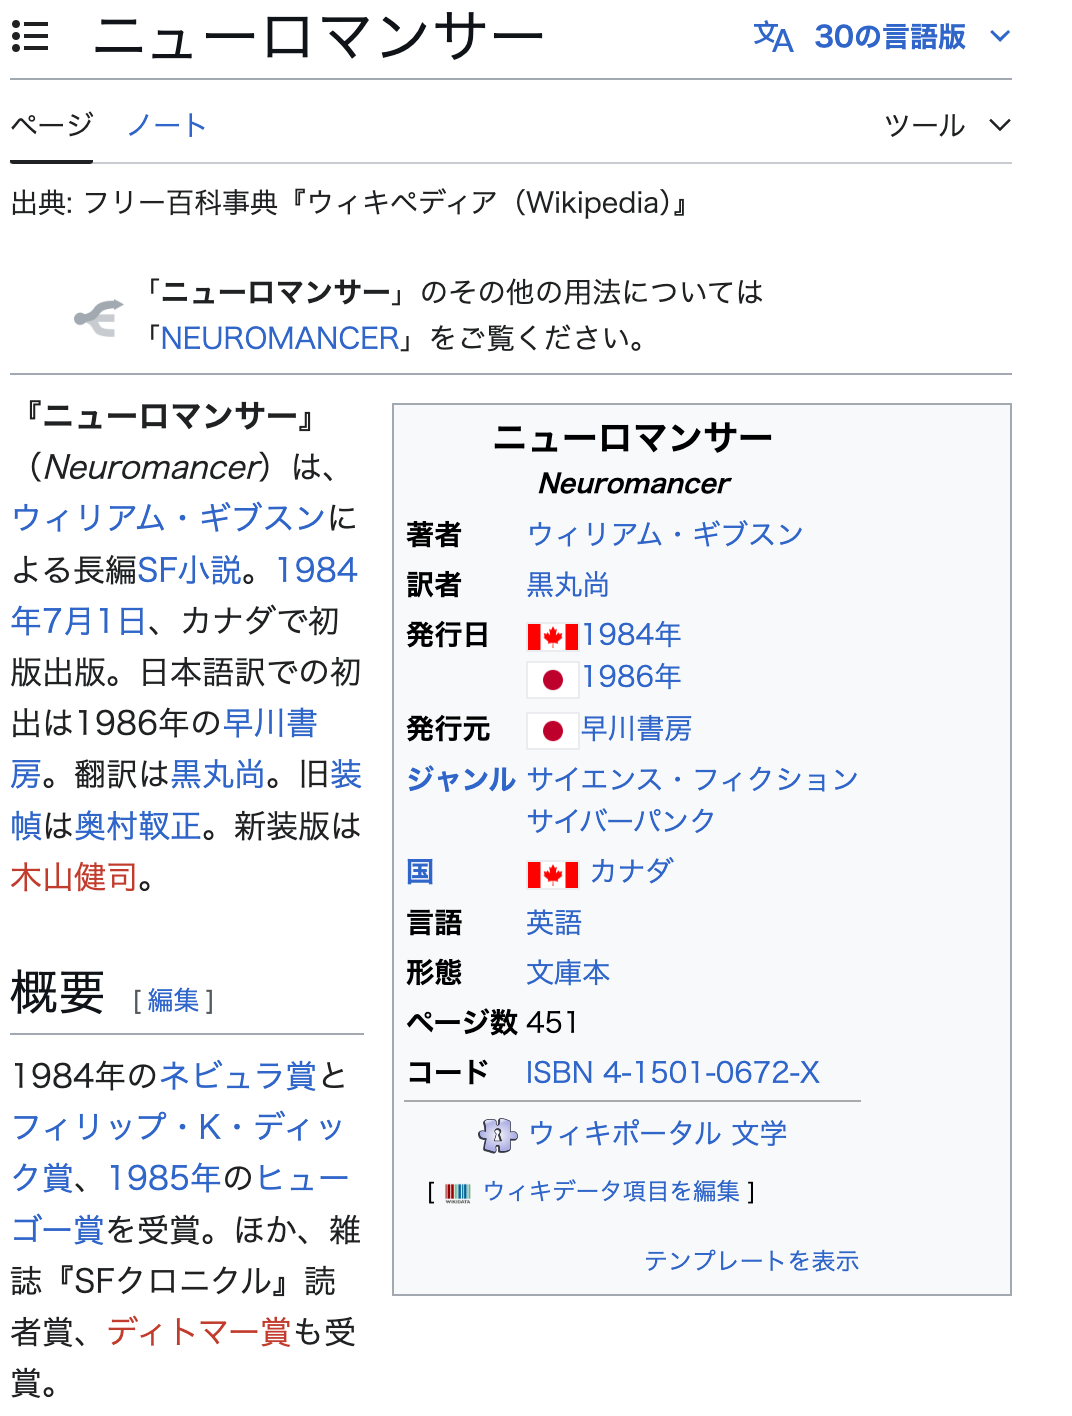 ニューロマンサー
30の言語版
ページ ノート
ツール
出典: フリー百科事典『ウィキペディア（Wikipedia）』
「ニューロマンサー」のその他の用法については
「NEUROMANCER」をご覧ください。
『ニューロマンサー』
（Neuromancer）は、
ウィリアム・ギブスンに
よる長編SF小説。1984
年7月1日、カナダで初
版出版。日本語訳での初
出は1986年の早川書
房。翻訳は黒丸尚。旧装
幀は奥村靫正。新装版は
木山健司。
ニューロマンサー
Neuromancer
著者 ウィリアム・ギブスン
訳者 黒丸尚
発行日 1984年
1986年
発行元 早川書房
ジャンル サイエンス・フィクション
サイバーパンク
国 カナダ
言語 英語
形態 文庫本
ページ数 451
コード ISBN 4-1501-0672-X
ウィキポータル 文学
[ ウィキデータ項目を編集 ]
テンプレートを表示
概要 [ 編集 ]
1984年のネビュラ賞と
フィリップ・K・ディッ
ク賞、1985年のヒュー
ゴー賞を受賞。ほか、雑
誌『SFクロニクル』読
者賞、ディトマー賞も受
賞。